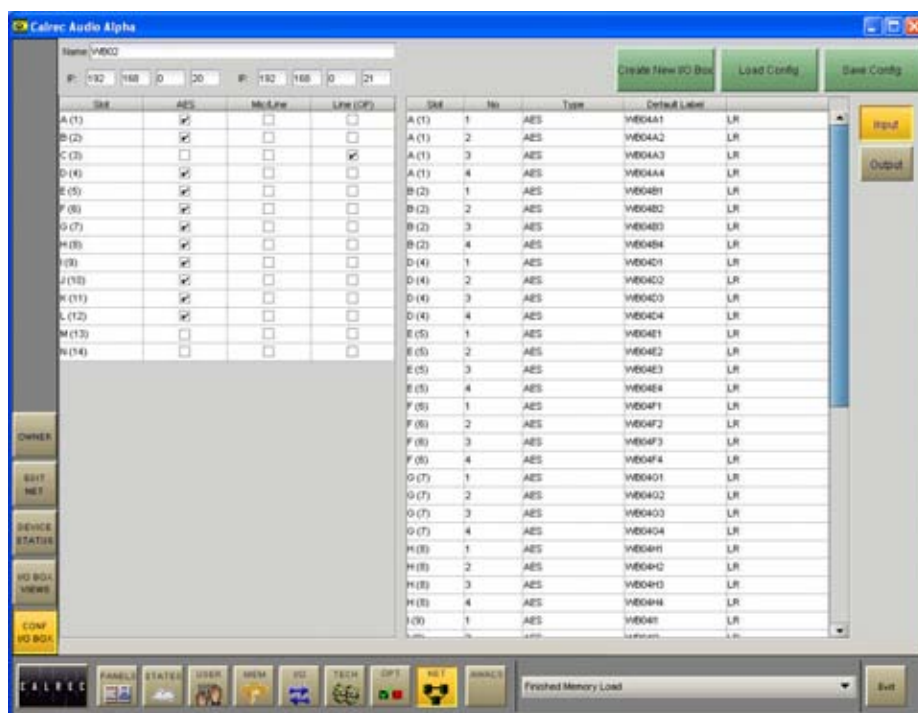 Calrec Audio Alpha
Name WB02
IP: 192 168 0 20 IP: 192 168 0 21
Create New I/O Box Load Config Save Config
Slot AES Mic/Line Line (OP)
A (1)
B (2)
C (3)
D (4)
E (5)
F (6)
G (7)
H (8)
I (9)
J (10)
K (11)
L (12)
M (13)
N (14)
Slot No Type Default Label
A (1) 1 AES WB04A1 LR
A (1) 2 AES WB04A2 LR
A (1) 3 AES WB04A3 LR
A (1) 4 AES WB04A4 LR
B (2) 1 AES WB04B1 LR
B (2) 2 AES WB04B2 LR
B (2) 3 AES WB04B3 LR
B (2) 4 AES WB04B4 LR
D (4) 1 AES WB04D1 LR
D (4) 2 AES WB04D2 LR
D (4) 3 AES WB04D3 LR
D (4) 4 AES WB04D4 LR
E (5) 1 AES WB04E1 LR
E (5) 2 AES WB04E2 LR
E (5) 3 AES WB04E3 LR
E (5) 4 AES WB04E4 LR
F (6) 1 AES WB04F1 LR
F (6) 2 AES WB04F2 LR
F (6) 3 AES WB04F3 LR
F (6) 4 AES WB04F4 LR
G (7) 1 AES WB04G1 LR
G (7) 2 AES WB04G2 LR
G (7) 3 AES WB04G3 LR
G (7) 4 AES WB04G4 LR
H (8) 1 AES WB04H1 LR
H (8) 2 AES WB04H2 LR
H (8) 3 AES WB04H3 LR
H (8) 4 AES WB04H4 LR
I (9) 1 AES WB04I1 LR
Input
Output
OWNER
EDIT
NET
DEVICE
STATUS
I/O BOX
VIEWS
CONF
I/O BOX
CALREC PANELS STATES USER MEM I/O TECH OPT NET AWACS Finished Memory Load Exit